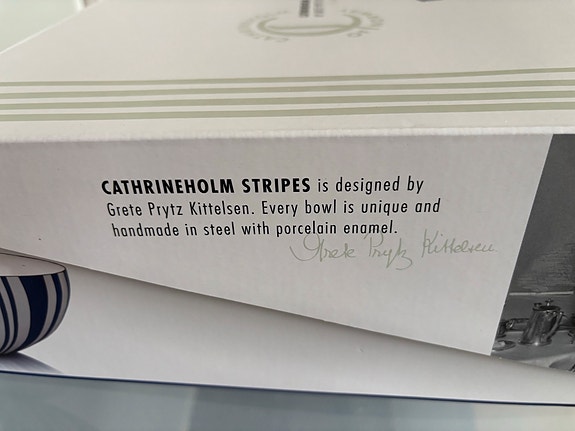 CATHRINEHOLM STRIPES is designed by
Grete Prytz Kittelsen. Every bowl is unique and
handmade in steel with porcelain enamel.
Grete Prytz Kittelsen